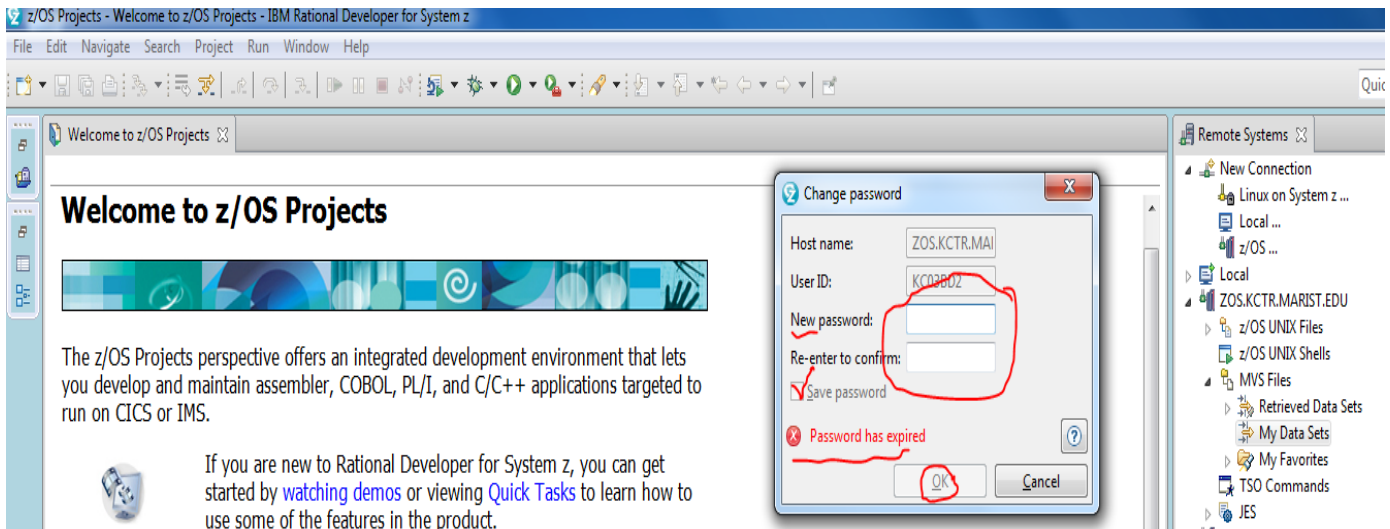 z/OS Projects - Welcome to z/OS Projects - IBM Rational Developer for System z
File Edit Navigate Search Project Run Window Help
Quic
Welcome to z/OS Projects
Welcome to z/OS Projects
The z/OS Projects perspective offers an integrated development environment that lets
you develop and maintain assembler, COBOL, PL/I, and C/C++ applications targeted to
run on CICS or IMS.
If you are new to Rational Developer for System z, you can get
started by watching demos or viewing Quick Tasks to learn how to
use some of the features in the product.
Change password
Host name: ZOS.KCTR.MAI
User ID: KC03BD2
New password:
Re-enter to confirm:
Save password
Password has expired
OK Cancel
Remote Systems
New Connection
Linux on System z ...
Local ...
z/OS ...
Local
ZOS.KCTR.MARIST.EDU
z/OS UNIX Files
z/OS UNIX Shells
MVS Files
Retrieved Data Sets
My Data Sets
My Favorites
TSO Commands
JES